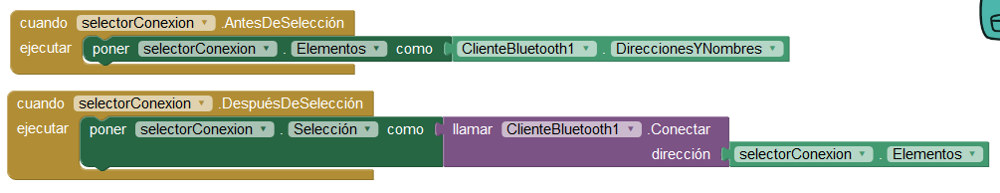 cuando selectorConexion .AntesDeSelección
ejecutar poner selectorConexion . Elementos como ClienteBluetooth1 . DireccionesYNombres
cuando selectorConexion .DespuésDeSelección
ejecutar poner selectorConexion . Selección como llamar ClienteBluetooth1 .Conectar
dirección selectorConexion . Elementos